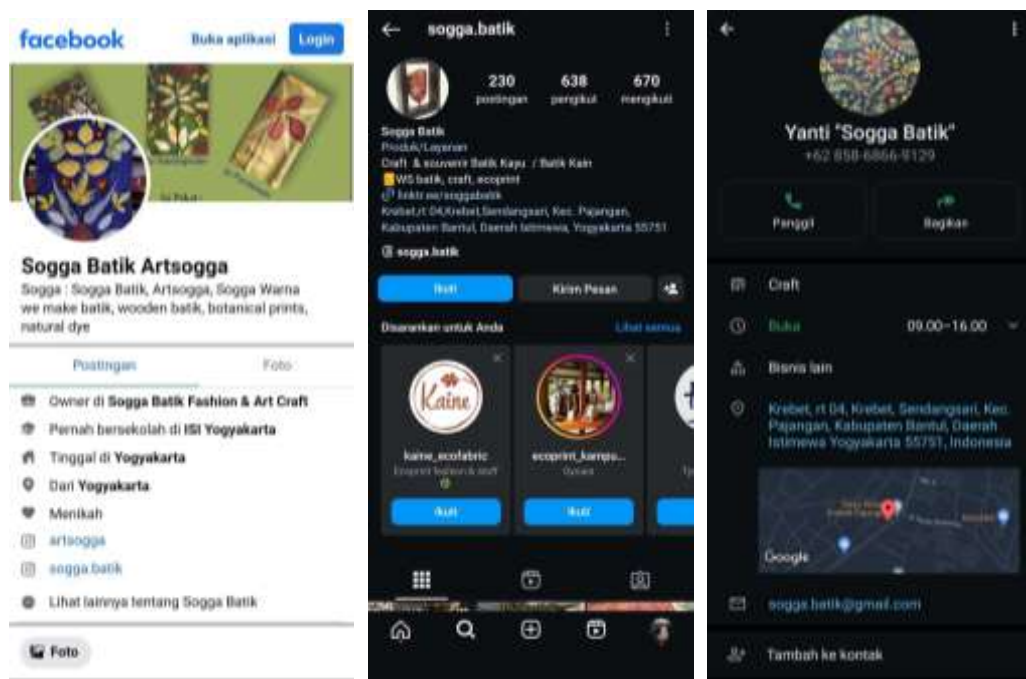 facebook
Buka aplikasi
Login
Sogga Batik Artsogga
Sogga : Sogga Batik, Artsogga, Sogga Warna
we make batik, wooden batik, botanical prints,
natural dye
Postingan
Foto
Owner di Sogga Batik Fashion & Art Craft
Pernah bersekolah di ISI Yogyakarta
Tinggal di Yogyakarta
Dari Yogyakarta
Menikah
artsogga
sogga.batik
Lihat lainnya tentang Sogga Batik
Foto
sogga.batik
230
638
670
postingan
pengikut
mengikuti
Sogga Batik
Produk/Layanan
Craft & souvenir Batik Kayu / Batik Kain
WS batik, craft, ecoprint
linktr.ee/soggabatik
Krebet,rt 04,Krebet,Sendangsari, Kec. Pajangan,
Kabupaten Bantul, Daerah Istimewa, Yogyakarta 55751
sogga.batik
Ikuti
Kirim Pesan
Disarankan untuk Anda
Lihat semua
Kaine
kaine_ecofabric
Ecoprint fashion & stuff
Ikuti
ecoprint_kampu...
Ikuti
Yanti "Sogga Batik"
+62 858-6866-9129
Panggil
Bagikan
Craft
Buka
09.00–16.00
Bisnis lain
Krebet, rt 04, Krebet, Sendangsari, Kec.
Pajangan, Kabupaten Bantul, Daerah
Istimewa Yogyakarta 55751, Indonesia
Google
sogga.batik@gmail.com
Tambah ke kontak